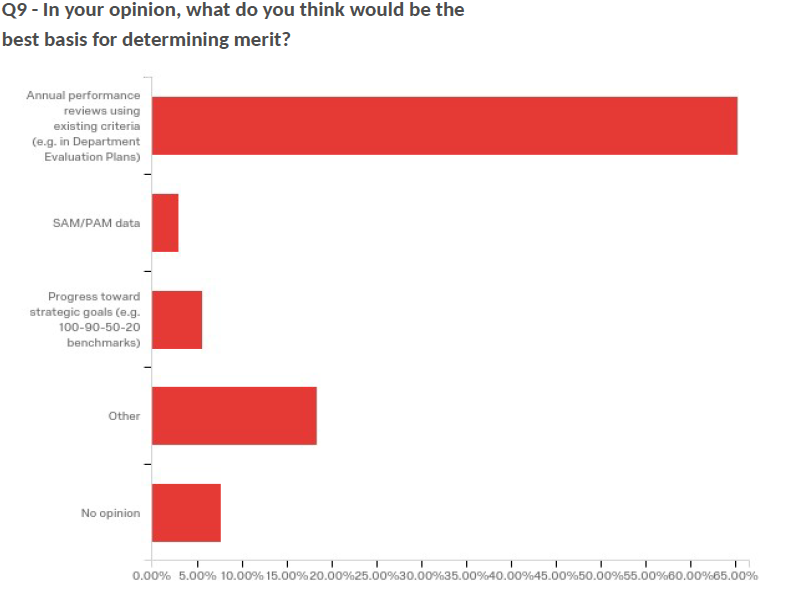 Q9 - In your opinion, what do you think would be the
best basis for determining merit?
Annual performance
reviews using
existing criteria
(e.g. in Department
Evaluation Plans)
SAM/PAM data
Progress toward
strategic goals (e.g.
100-90-50-20
benchmarks)
Other
No opinion
0.00% 5.00% 10.00% 15.00% 20.00% 25.00% 30.00% 35.00% 40.00% 45.00% 50.00% 55.00% 60.00% 65.00%